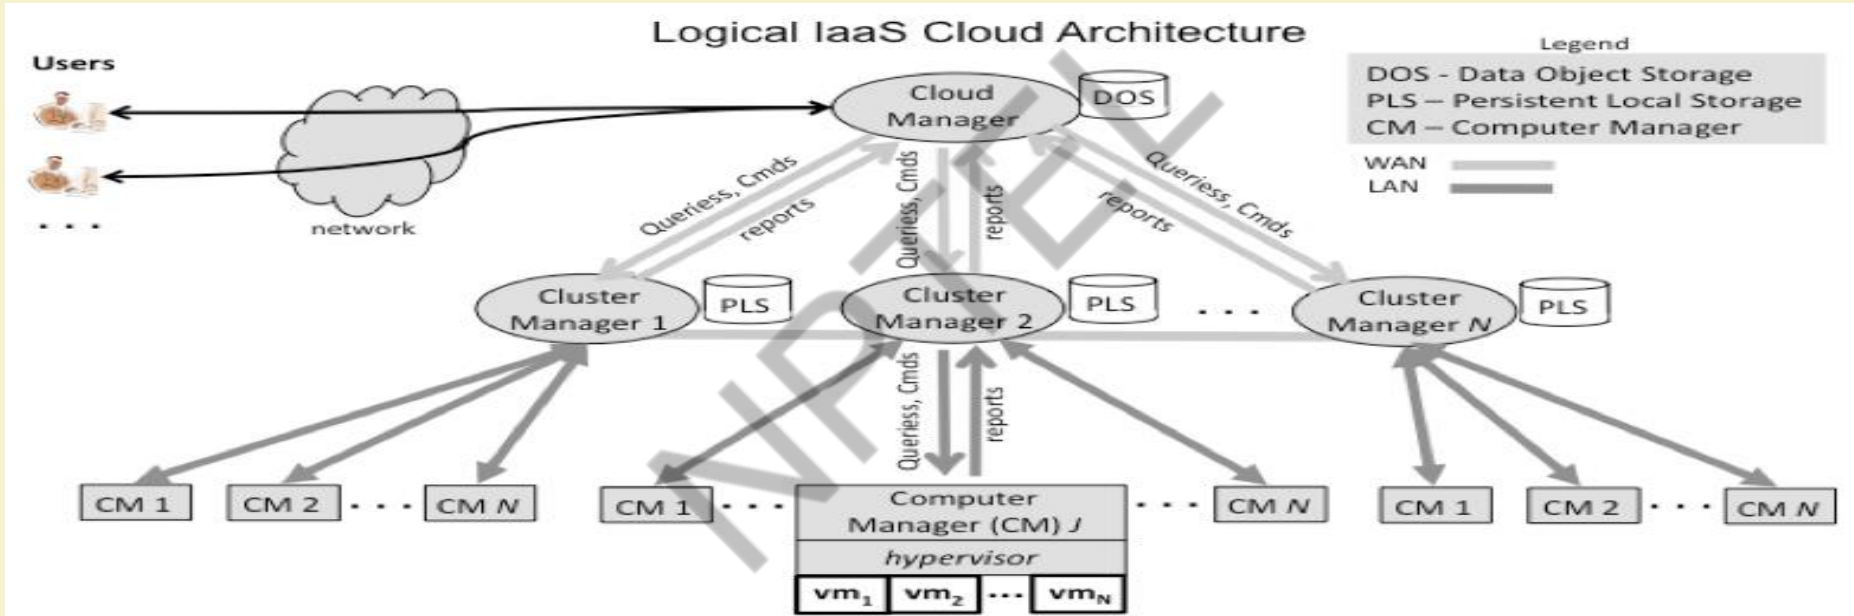 Logical IaaS Cloud Architecture
Legend
DOS - Data Object Storage
PLS – Persistent Local Storage
CM – Computer Manager
WAN
LAN
Users
. . .
network
Cloud
Manager
DOS
Queriess, Cmds
reports
Queriess, Cmds
reports
Queriess, Cmds
reports
Cluster
Manager 1
PLS
Cluster
Manager 2
PLS
. . . .
Cluster
Manager N
PLS
Queriess, Cmds
reports
CM 1
CM 2
. . . .
CM N
CM 1
. . . .
Computer
Manager (CM) J
hypervisor
vm1
vm2
...
vmN
. . . .
CM N
CM 1
CM 2
. . . .
CM N
NPTEL